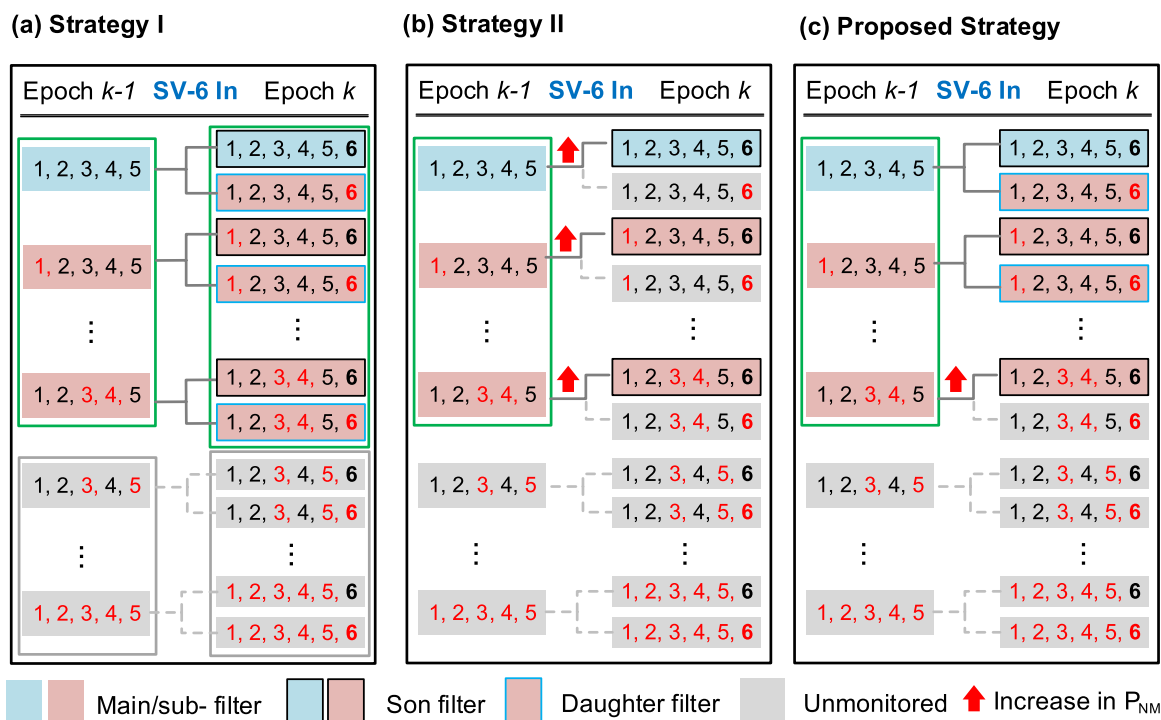 (a) Strategy I
Epoch k-1 SV-6 In Epoch k
1, 2, 3, 4, 5
1, 2, 3, 4, 5, 6
1, 2, 3, 4, 5, 6
1, 2, 3, 4, 5
1, 2, 3, 4, 5, 6
1, 2, 3, 4, 5, 6
⋮ ⋮
1, 2, 3, 4, 5
1, 2, 3, 4, 5, 6
1, 2, 3, 4, 5, 6
1, 2, 3, 4, 5
1, 2, 3, 4, 5, 6
1, 2, 3, 4, 5, 6
⋮ ⋮
1, 2, 3, 4, 5
1, 2, 3, 4, 5, 6
1, 2, 3, 4, 5, 6
(b) Strategy II
Epoch k-1 SV-6 In Epoch k
1, 2, 3, 4, 5
1, 2, 3, 4, 5, 6
1, 2, 3, 4, 5, 6
1, 2, 3, 4, 5
1, 2, 3, 4, 5, 6
1, 2, 3, 4, 5, 6
⋮ ⋮
1, 2, 3, 4, 5
1, 2, 3, 4, 5, 6
1, 2, 3, 4, 5, 6
1, 2, 3, 4, 5
1, 2, 3, 4, 5, 6
1, 2, 3, 4, 5, 6
⋮ ⋮
1, 2, 3, 4, 5
1, 2, 3, 4, 5, 6
1, 2, 3, 4, 5, 6
(c) Proposed Strategy
Epoch k-1 SV-6 In Epoch k
1, 2, 3, 4, 5
1, 2, 3, 4, 5, 6
1, 2, 3, 4, 5, 6
1, 2, 3, 4, 5
1, 2, 3, 4, 5, 6
1, 2, 3, 4, 5, 6
⋮ ⋮
1, 2, 3, 4, 5
1, 2, 3, 4, 5, 6
1, 2, 3, 4, 5, 6
1, 2, 3, 4, 5
1, 2, 3, 4, 5, 6
1, 2, 3, 4, 5, 6
⋮ ⋮
1, 2, 3, 4, 5
1, 2, 3, 4, 5, 6
1, 2, 3, 4, 5, 6
Main/sub- filter Son filter Daughter filter Unmonitored Increase in P_NM